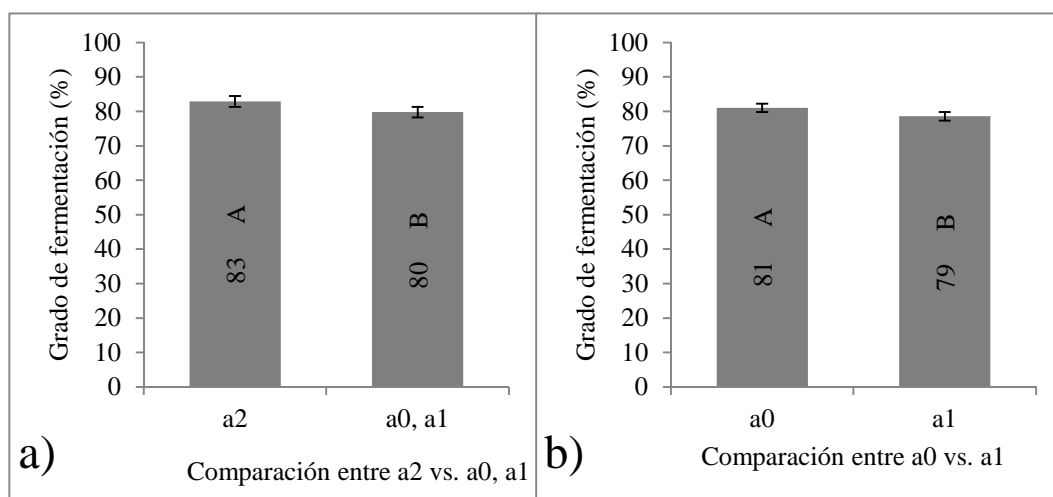 Grado de fermentación (%)
100
90
80
70
60
50
40
30
20
10
0
83 A
80 B
a2
a0, a1
a)
Comparación entre a2 vs. a0, a1
Grado de fermentación (%)
100
90
80
70
60
50
40
30
20
10
0
81 A
79 B
a0
a1
b)
Comparación entre a0 vs. a1